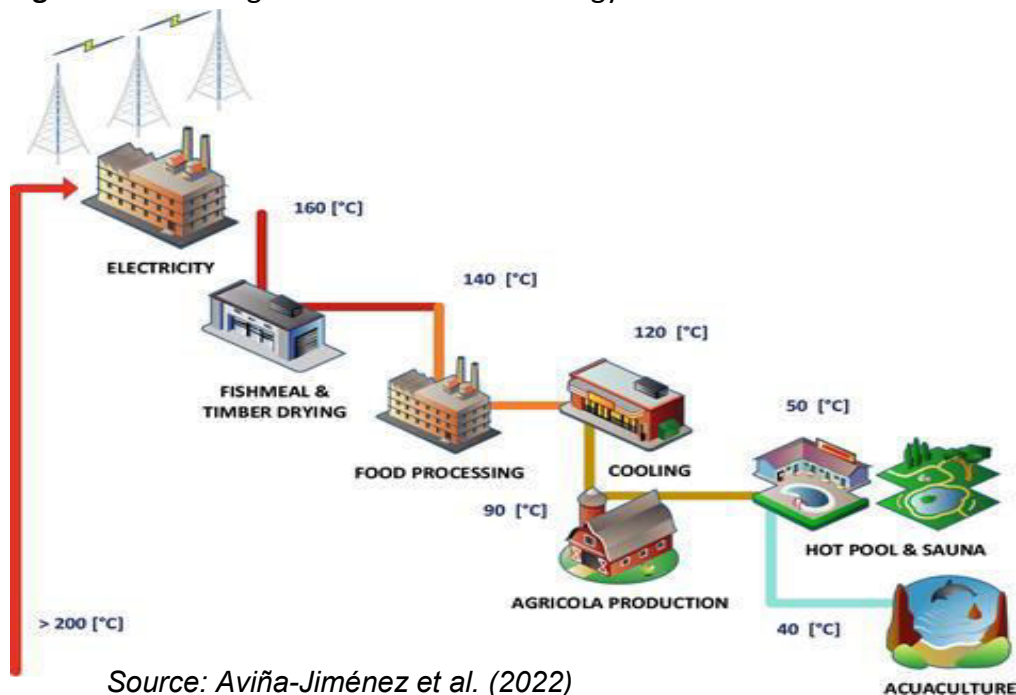 > 200 [°C]
ELECTRICITY
160 [°C]
FISHMEAL &
TIMBER DRYING
140 [°C]
FOOD PROCESSING
120 [°C]
COOLING
90 [°C]
AGRICOLA PRODUCTION
50 [°C]
HOT POOL & SAUNA
40 [°C]
ACUACULTURE
Source: Aviña-Jiménez et al. (2022)